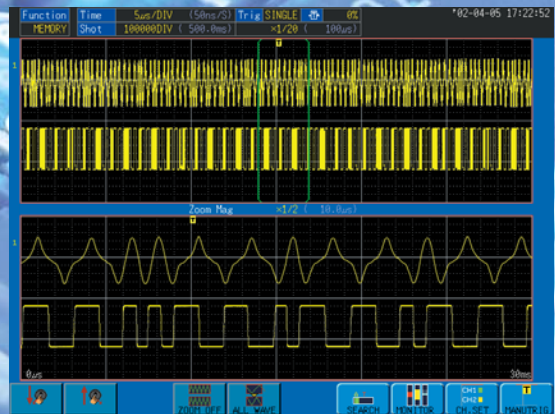 Function Time 5µs/DIV (50ns/S) Trig SINGLE 0% '02-04-05 17:22:52
MEMORY Shot 100000DIV ( 500.0ms) ×1/20 ( 100µs)
T
1
Zoom Mag ×1/2 ( 10.0µs)
T
1
0µs 30ms
ZOOM OFF ALL WAVE SEARCH MONITOR CH1 CH2 CH.SET T MANUTRIG